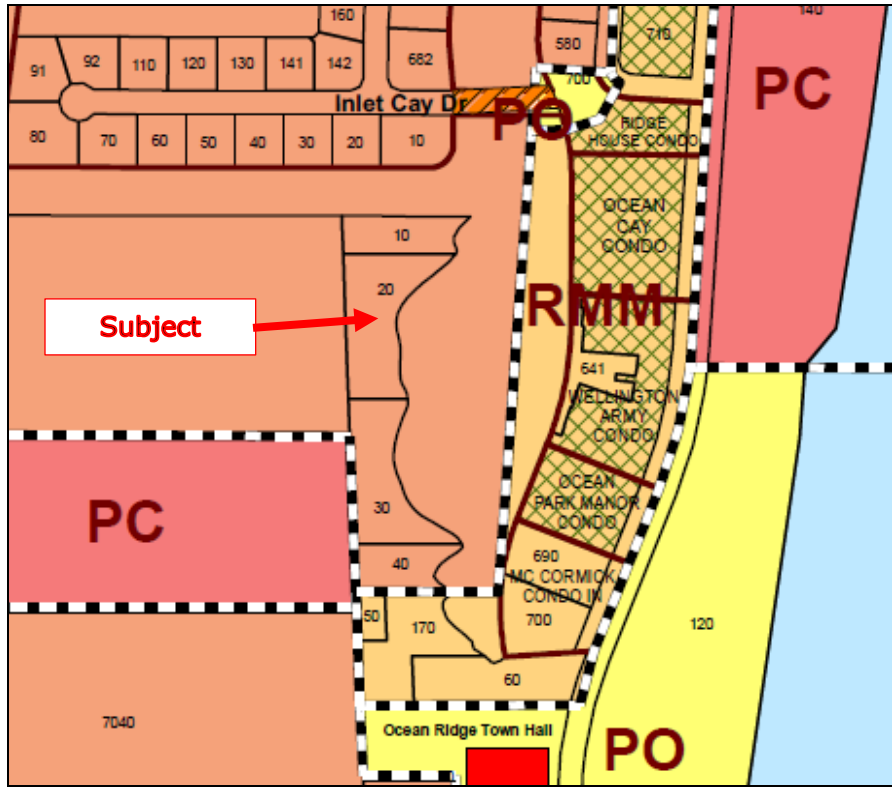 160
140
710
580
91
92
110
120
130
141
142
682
700
PC
Inlet Cay Dr
PO
RIDGE
HOUSE CONDO
80
70
60
50
40
30
20
10
OCEAN
CAY
CONDO
10
20
Subject
RMM
641
WELLINGTON
ARMY
CONDO
PC
OCEAN
PARK MANOR
CONDO
30
40
690
MC CORMICK
CONDO IN
50
170
700
120
60
7040
Ocean Ridge Town Hall
PO